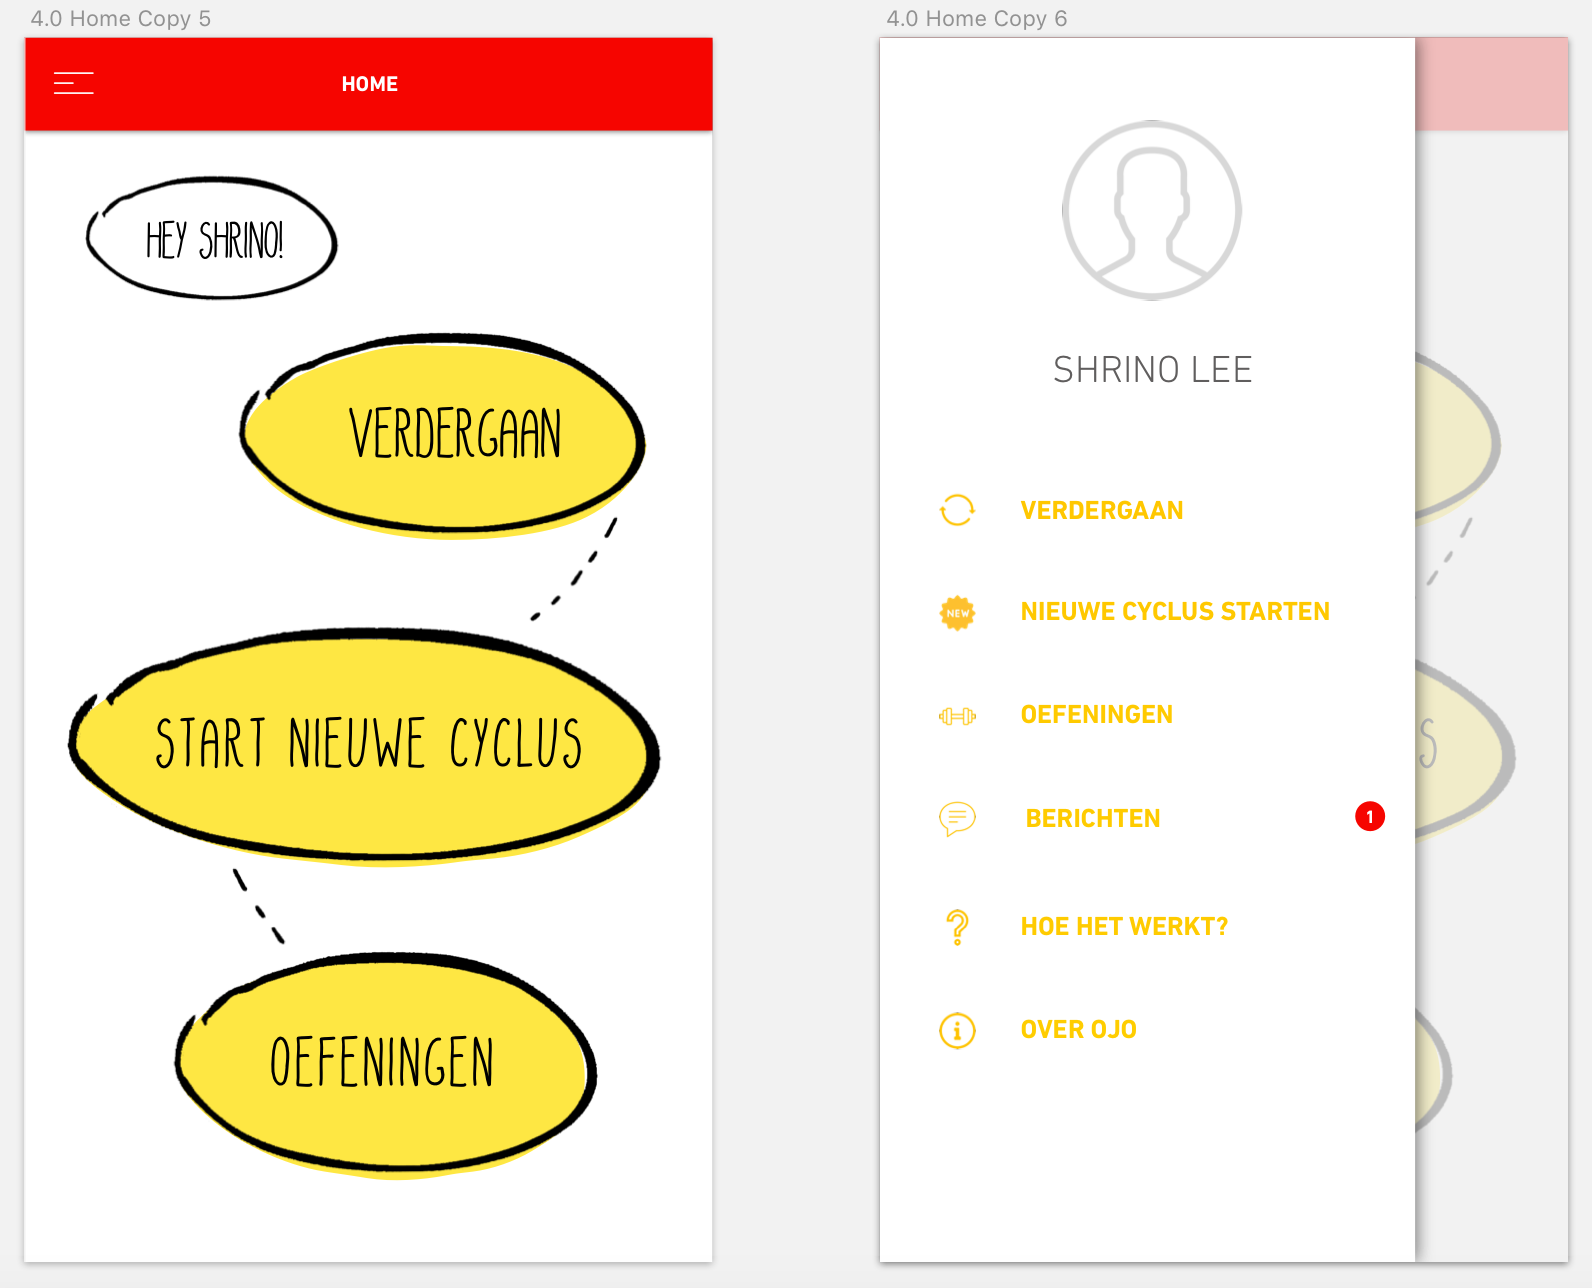 4.0 Home Copy 5
HOME
HEY SHRINO!
VERDERGAAN
START NIEUWE CYCLUS
OEFENINGEN
4.0 Home Copy 6
SHRINO LEE
VERDERGAAN
NEW
NIEUWE CYCLUS STARTEN
OEFENINGEN
BERICHTEN
1
HOE HET WERKT?
OVER OJO
S